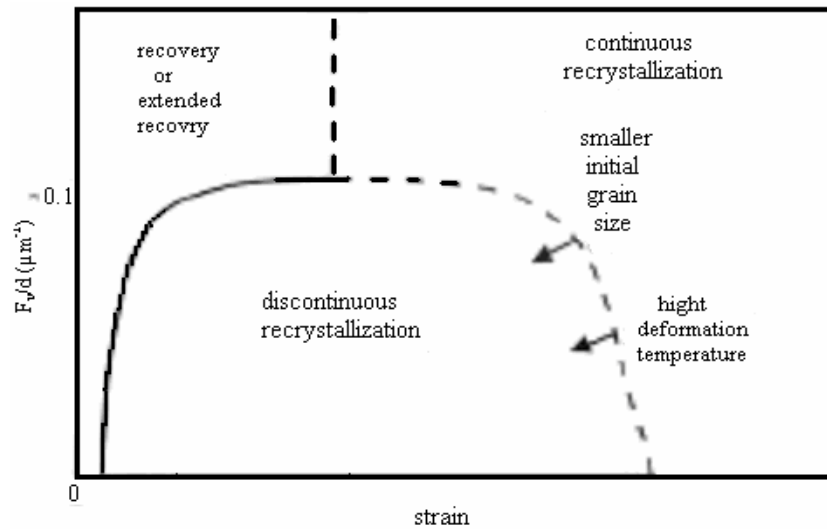 recovery
or
extended
recovry
continuous
recrystallization
smaller
initial
grain
size
~ 0.1
Fv/d (µm⁻¹)
discontinuous
recrystallization
hight
deformation
temperature
0
strain